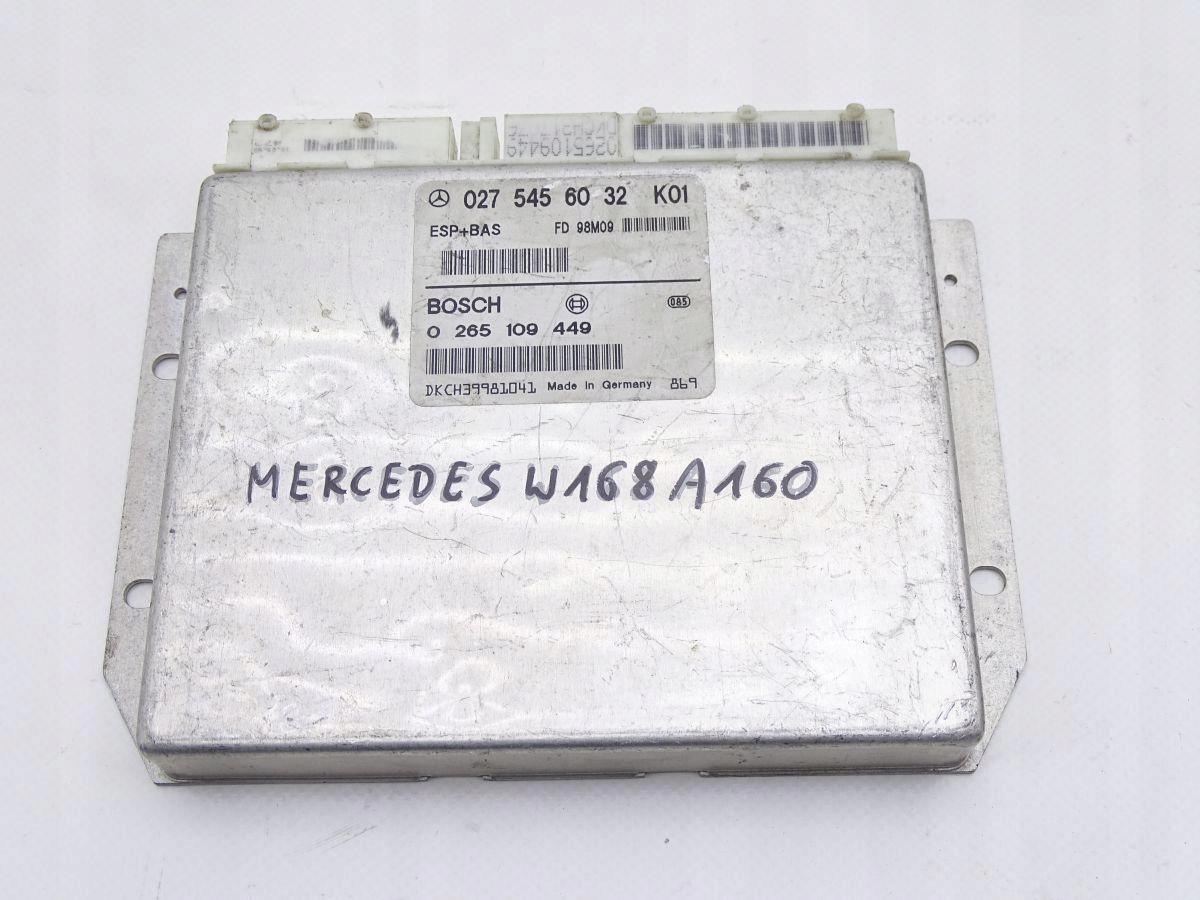 0265109449
027 545 60 32 K01
ESP+BAS FD 98M09
BOSCH 085
0 265 109 449
DKCH39981041 Made in Germany 869
MERCEDES W168 A160